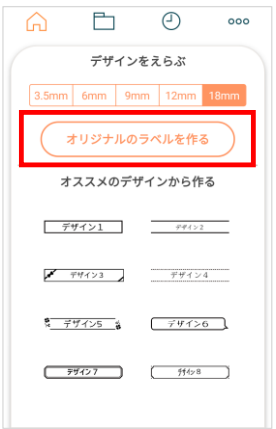 デザインをえらぶ
3.5mm 6mm 9mm 12mm 18mm
オリジナルのラベルを作る
オススメのデザインから作る
デザイン1 デザイン2
デザイン3 デザイン4
デザイン5 デザイン6
デザイン7 デザイン8